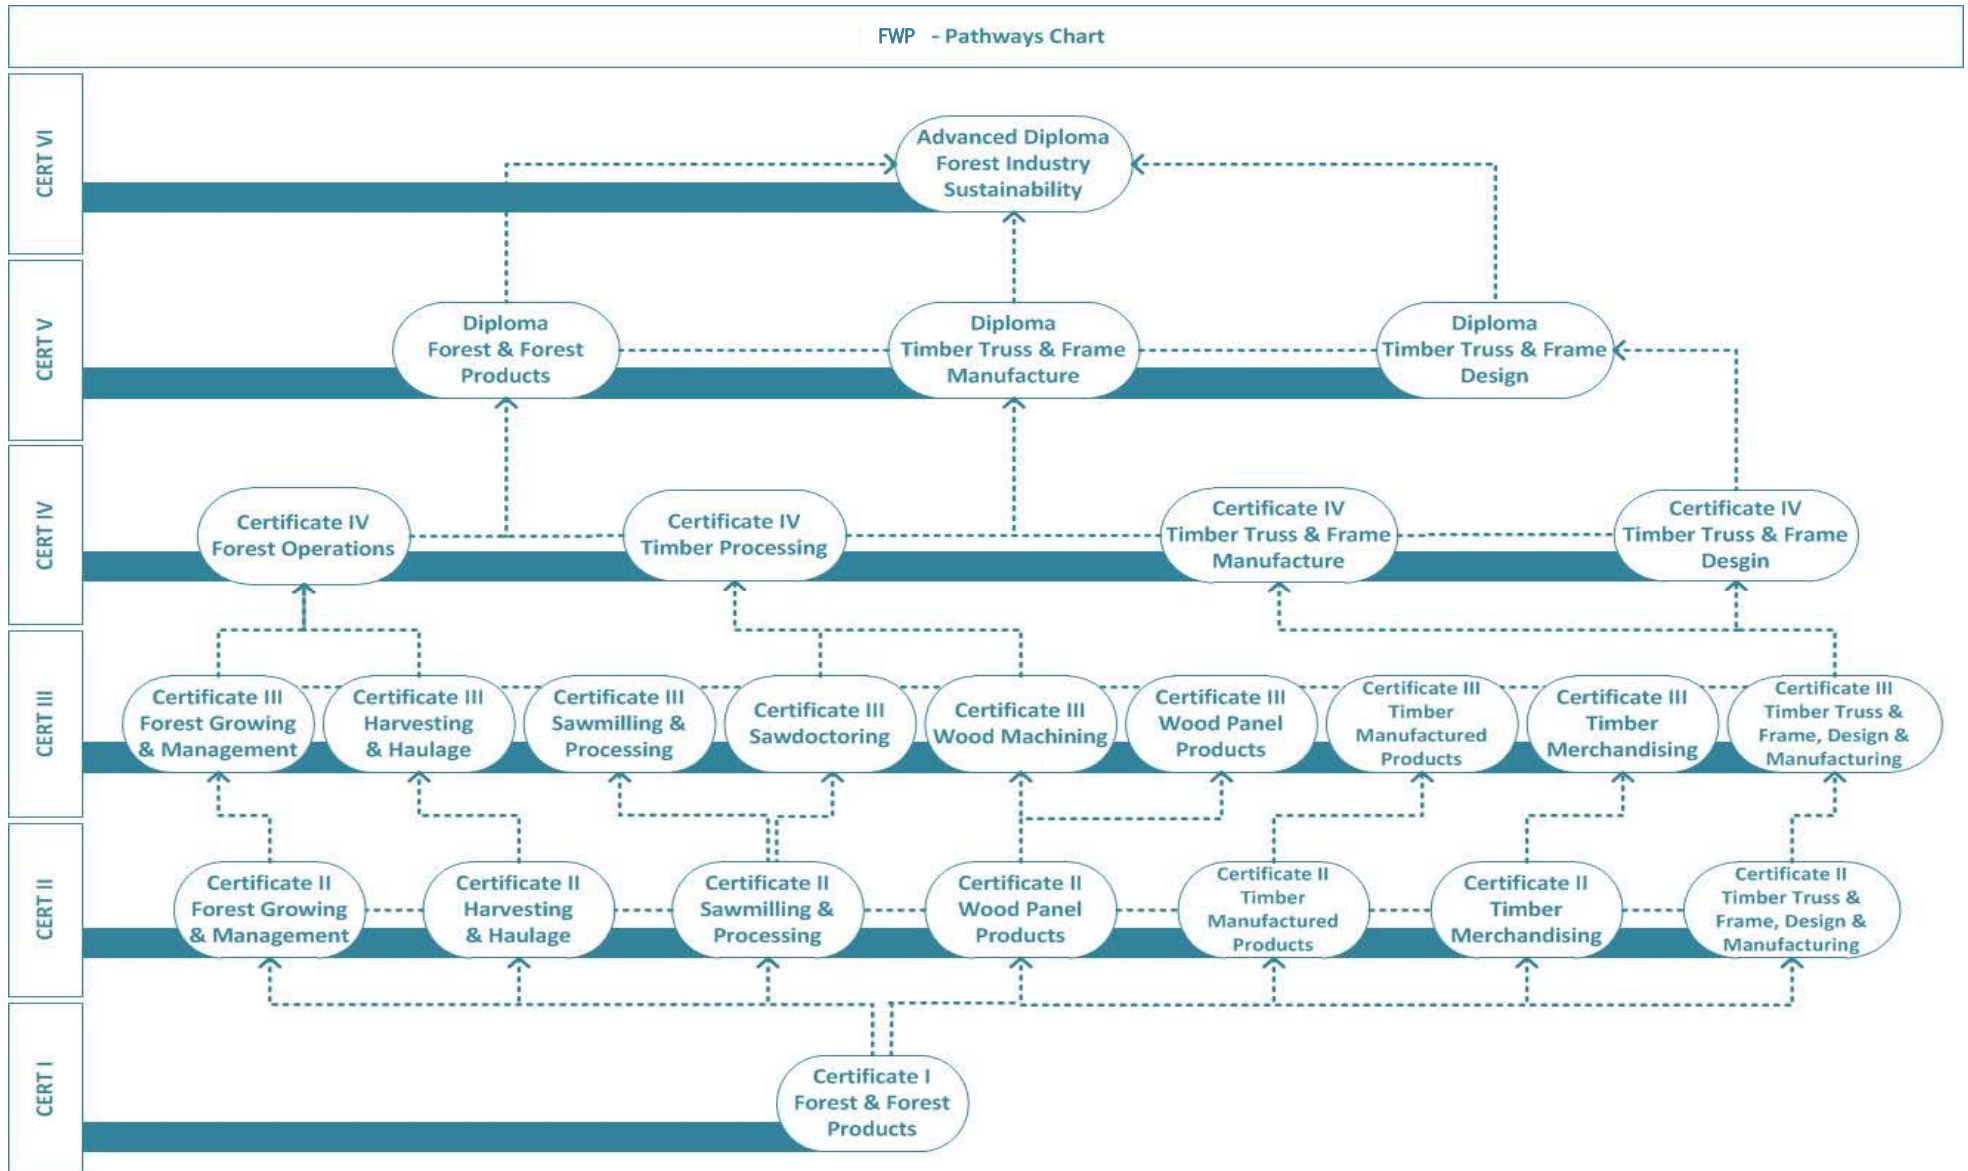 FWP - Pathways Chart
CERT VI
Advanced Diploma
Forest Industry
Sustainability
CERT V
Diploma
Forest & Forest
Products
Diploma
Timber Truss & Frame
Manufacture
Diploma
Timber Truss & Frame
Design
CERT IV
Certificate IV
Forest Operations
Certificate IV
Timber Processing
Certificate IV
Timber Truss & Frame
Manufacture
Certificate IV
Timber Truss & Frame
Desgin
CERT III
Certificate III
Forest Growing
& Management
Certificate III
Harvesting
& Haulage
Certificate III
Sawmilling &
Processing
Certificate III
Sawdoctoring
Certificate III
Wood Machining
Certificate III
Wood Panel
Products
Certificate III
Timber
Manufactured
Products
Certificate III
Timber
Merchandising
Certificate III
Timber Truss &
Frame, Design &
Manufacturing
CERT II
Certificate II
Forest Growing
& Management
Certificate II
Harvesting
& Haulage
Certificate II
Sawmilling &
Processing
Certificate II
Wood Panel
Products
Certificate II
Timber
Manufactured
Products
Certificate II
Timber
Merchandising
Certificate II
Timber Truss &
Frame, Design &
Manufacturing
CERT I
Certificate I
Forest & Forest
Products